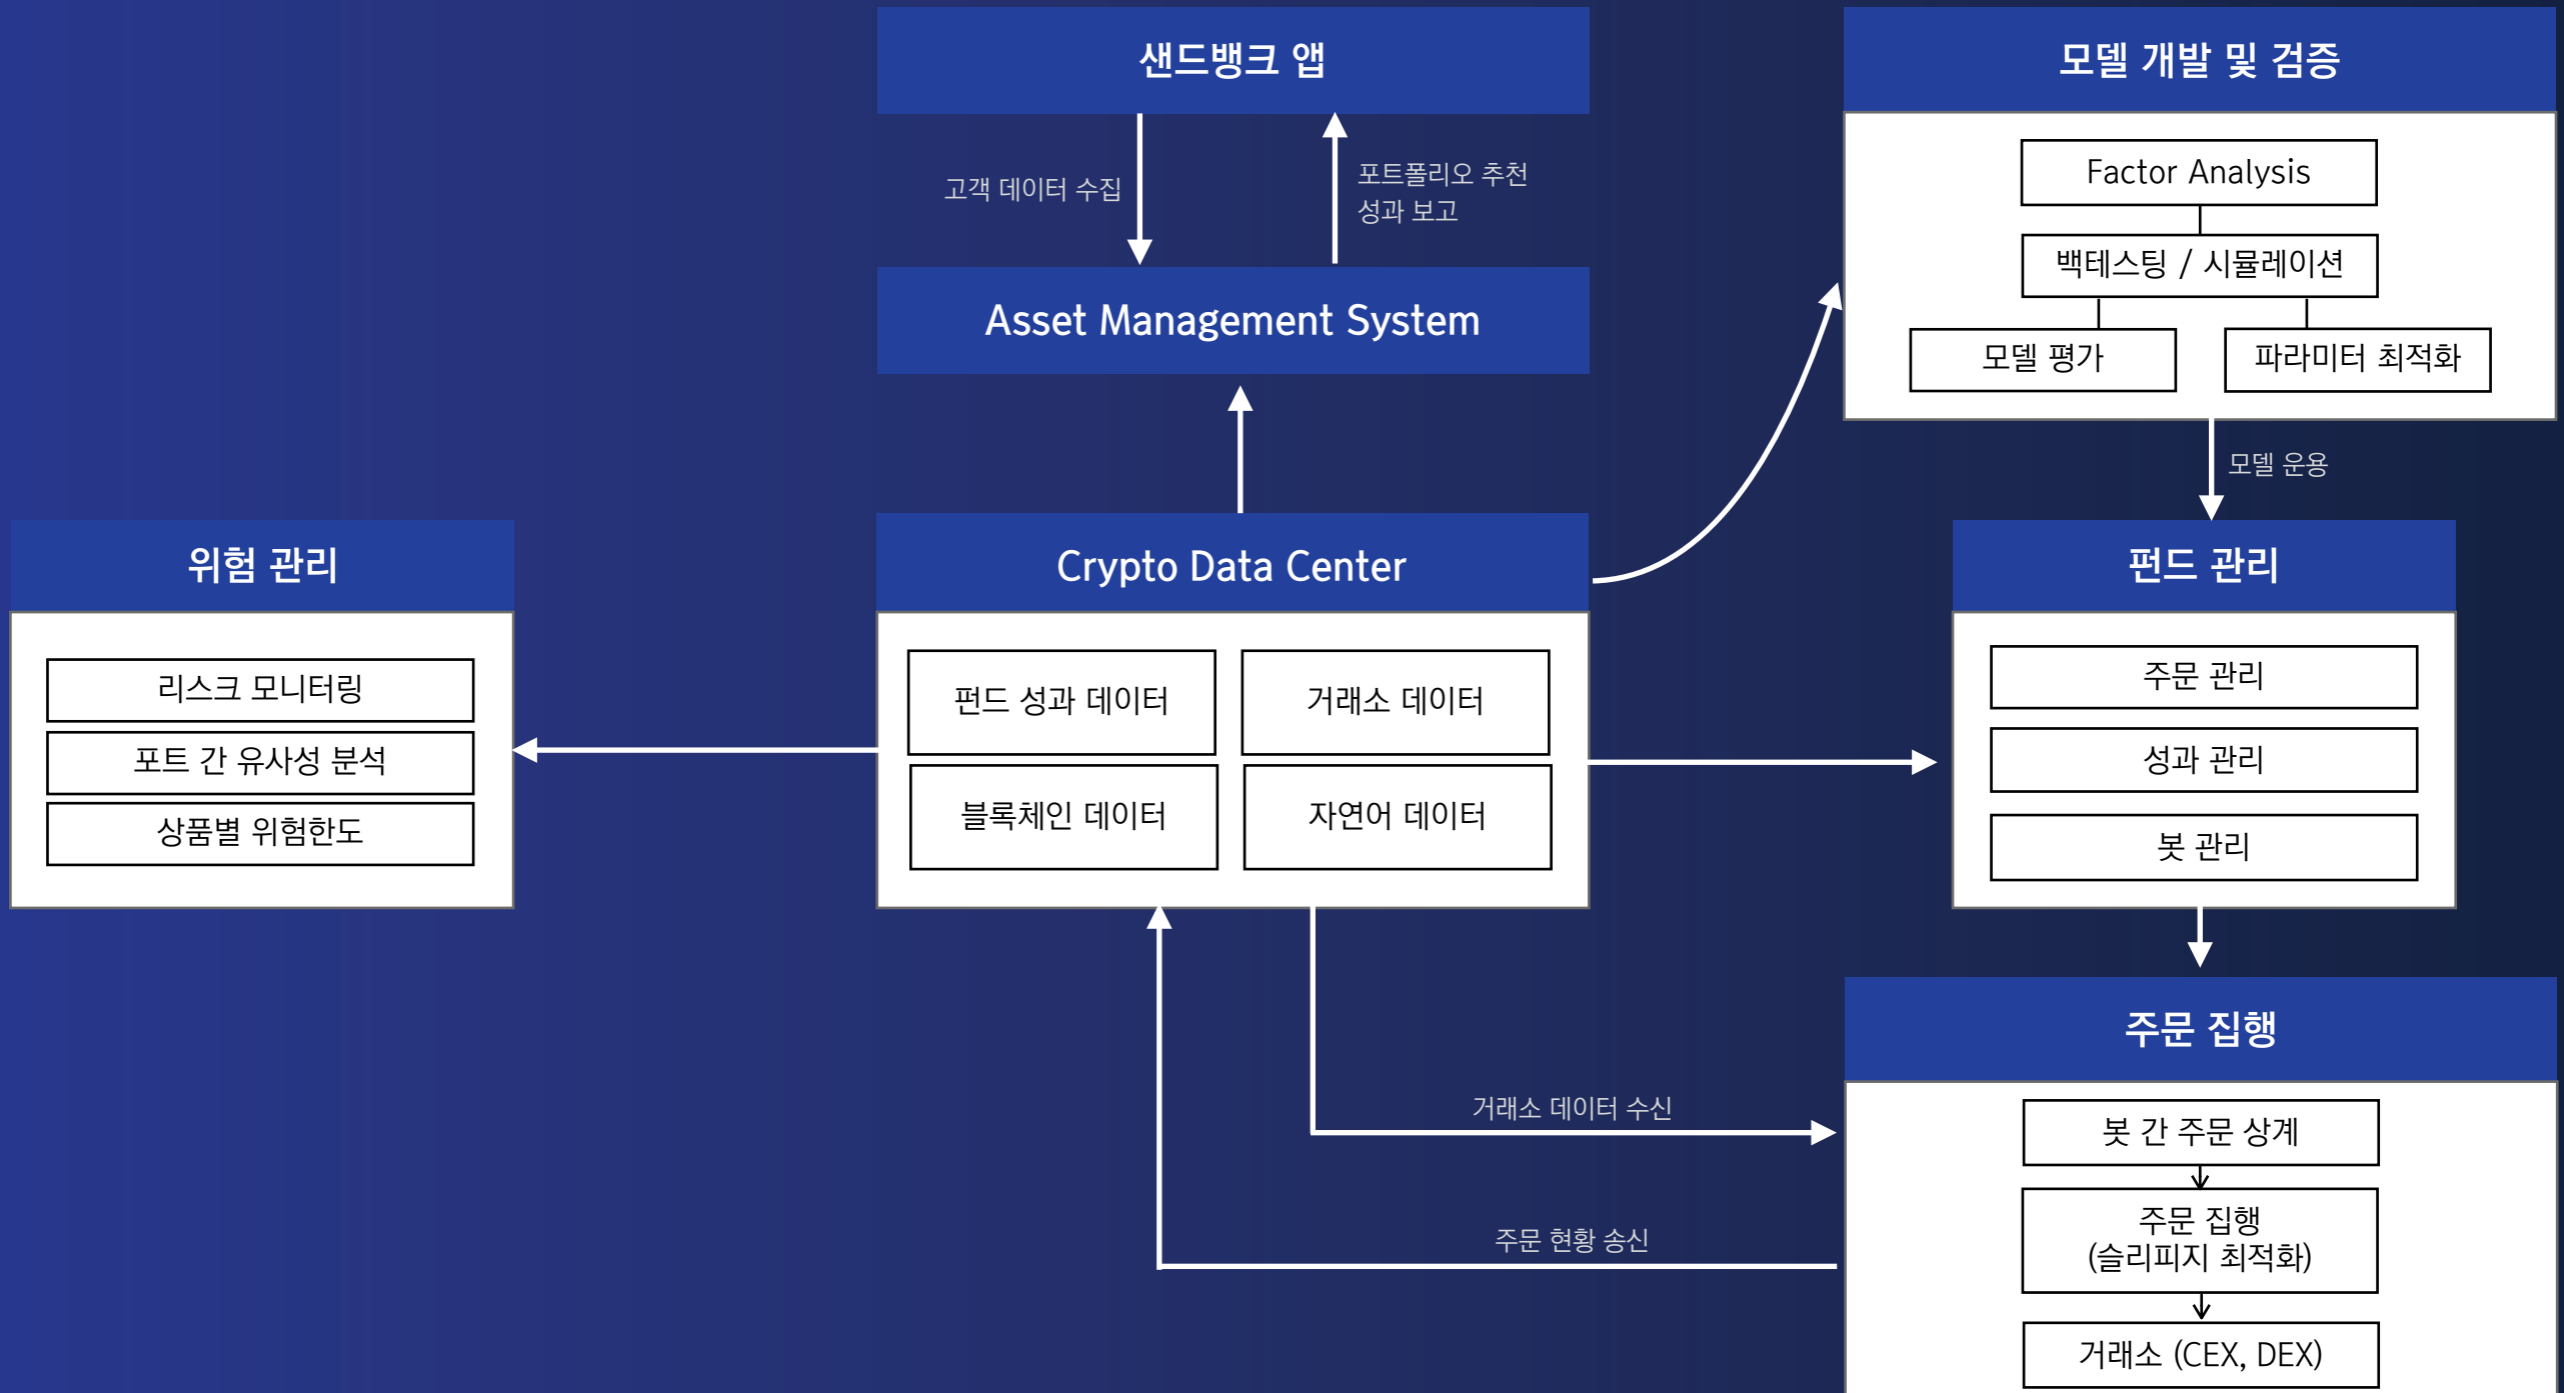 샌드뱅크 앱
고객 데이터 수집
포트폴리오 추천
성과 보고
Asset Management System
모델 개발 및 검증
Factor Analysis
백테스팅 / 시뮬레이션
모델 평가
파라미터 최적화
모델 운용
위험 관리
리스크 모니터링
포트 간 유사성 분석
상품별 위험한도
Crypto Data Center
펀드 성과 데이터
거래소 데이터
블록체인 데이터
자연어 데이터
펀드 관리
주문 관리
성과 관리
봇 관리
거래소 데이터 수신
주문 현황 송신
주문 집행
봇 간 주문 상계
주문 집행
(슬리피지 최적화)
거래소 (CEX, DEX)